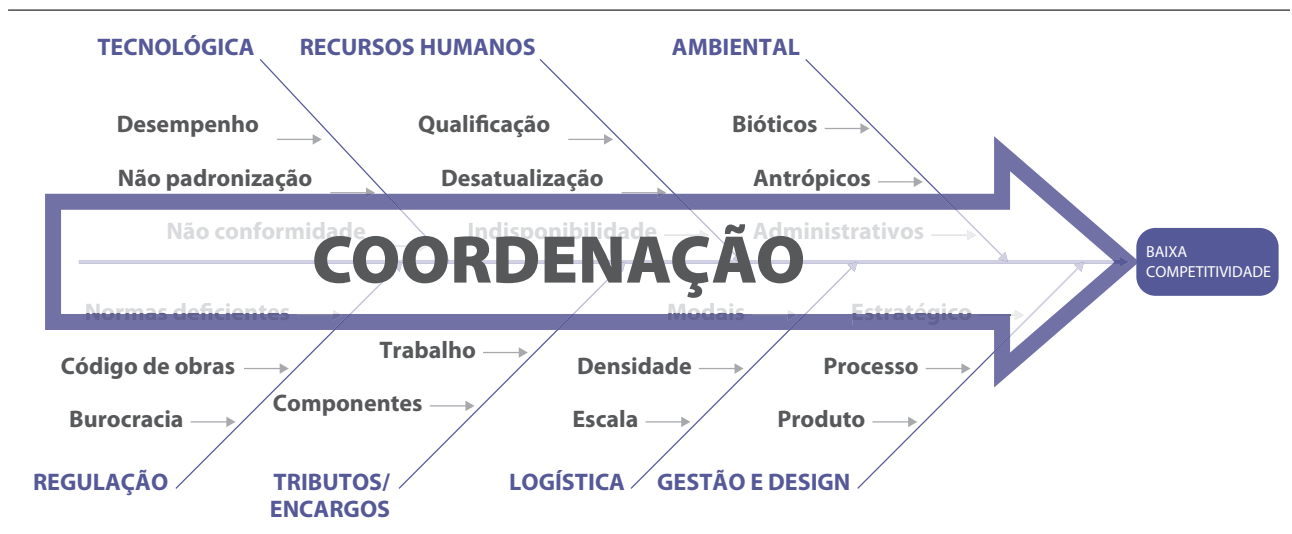 TECNOLÓGICA
RECURSOS HUMANOS
AMBIENTAL
Desempenho
Qualificação
Bióticos
Não padronização
Desatualização
Antrópicos
Não conformidade
Indisponibilidade
Administrativos
COORDENAÇÃO
BAIXA
COMPETITIVIDADE
Normas deficientes
Modais
Estratégico
Código de obras
Trabalho
Densidade
Processo
Burocracia
Componentes
Escala
Produto
REGULAÇÃO
TRIBUTOS/
ENCARGOS
LOGÍSTICA
GESTÃO E DESIGN